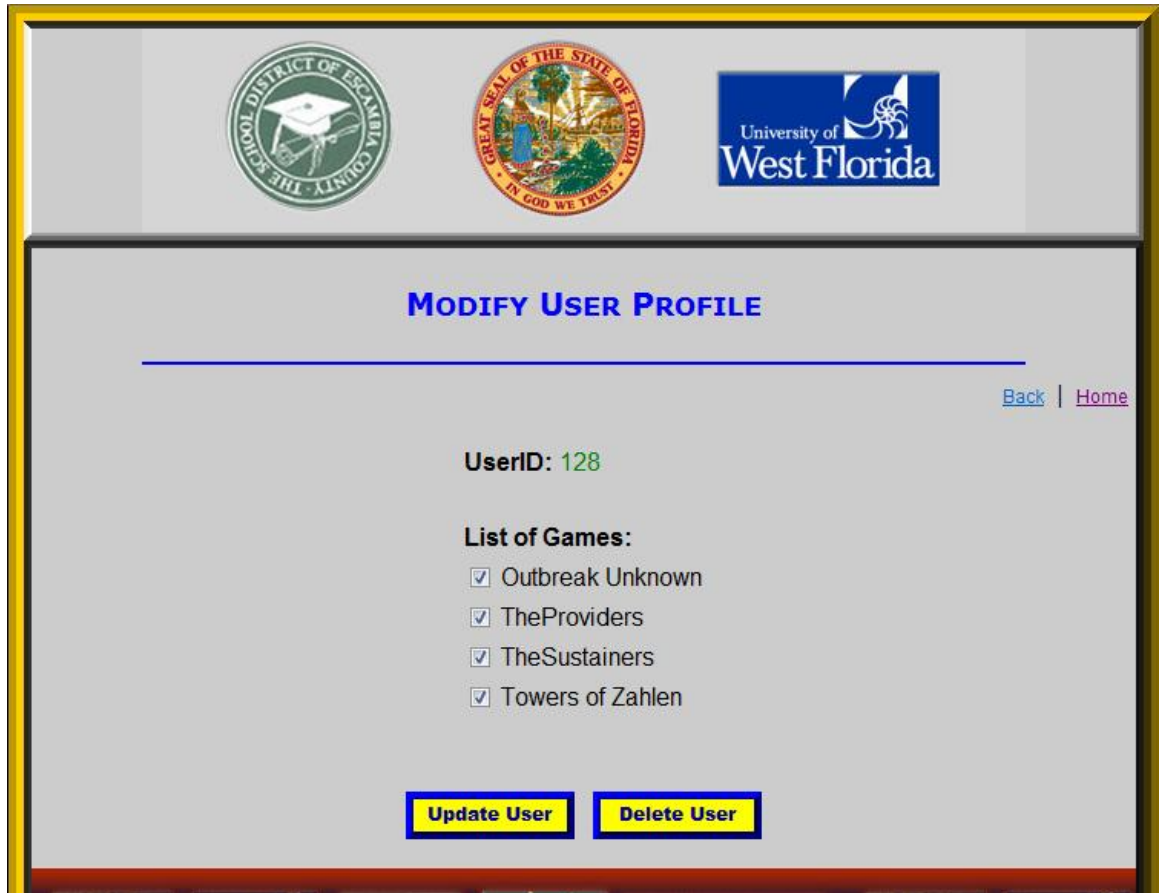 THE SCHOOL DISTRICT OF ESCAMBIA COUNTY
GREAT SEAL OF THE STATE OF FLORIDA
IN GOD WE TRUST
University of
West Florida
MODIFY USER PROFILE
Back | Home
UserID: 128
List of Games:
Outbreak Unknown
TheProviders
TheSustainers
Towers of Zahlen
Update User Delete User